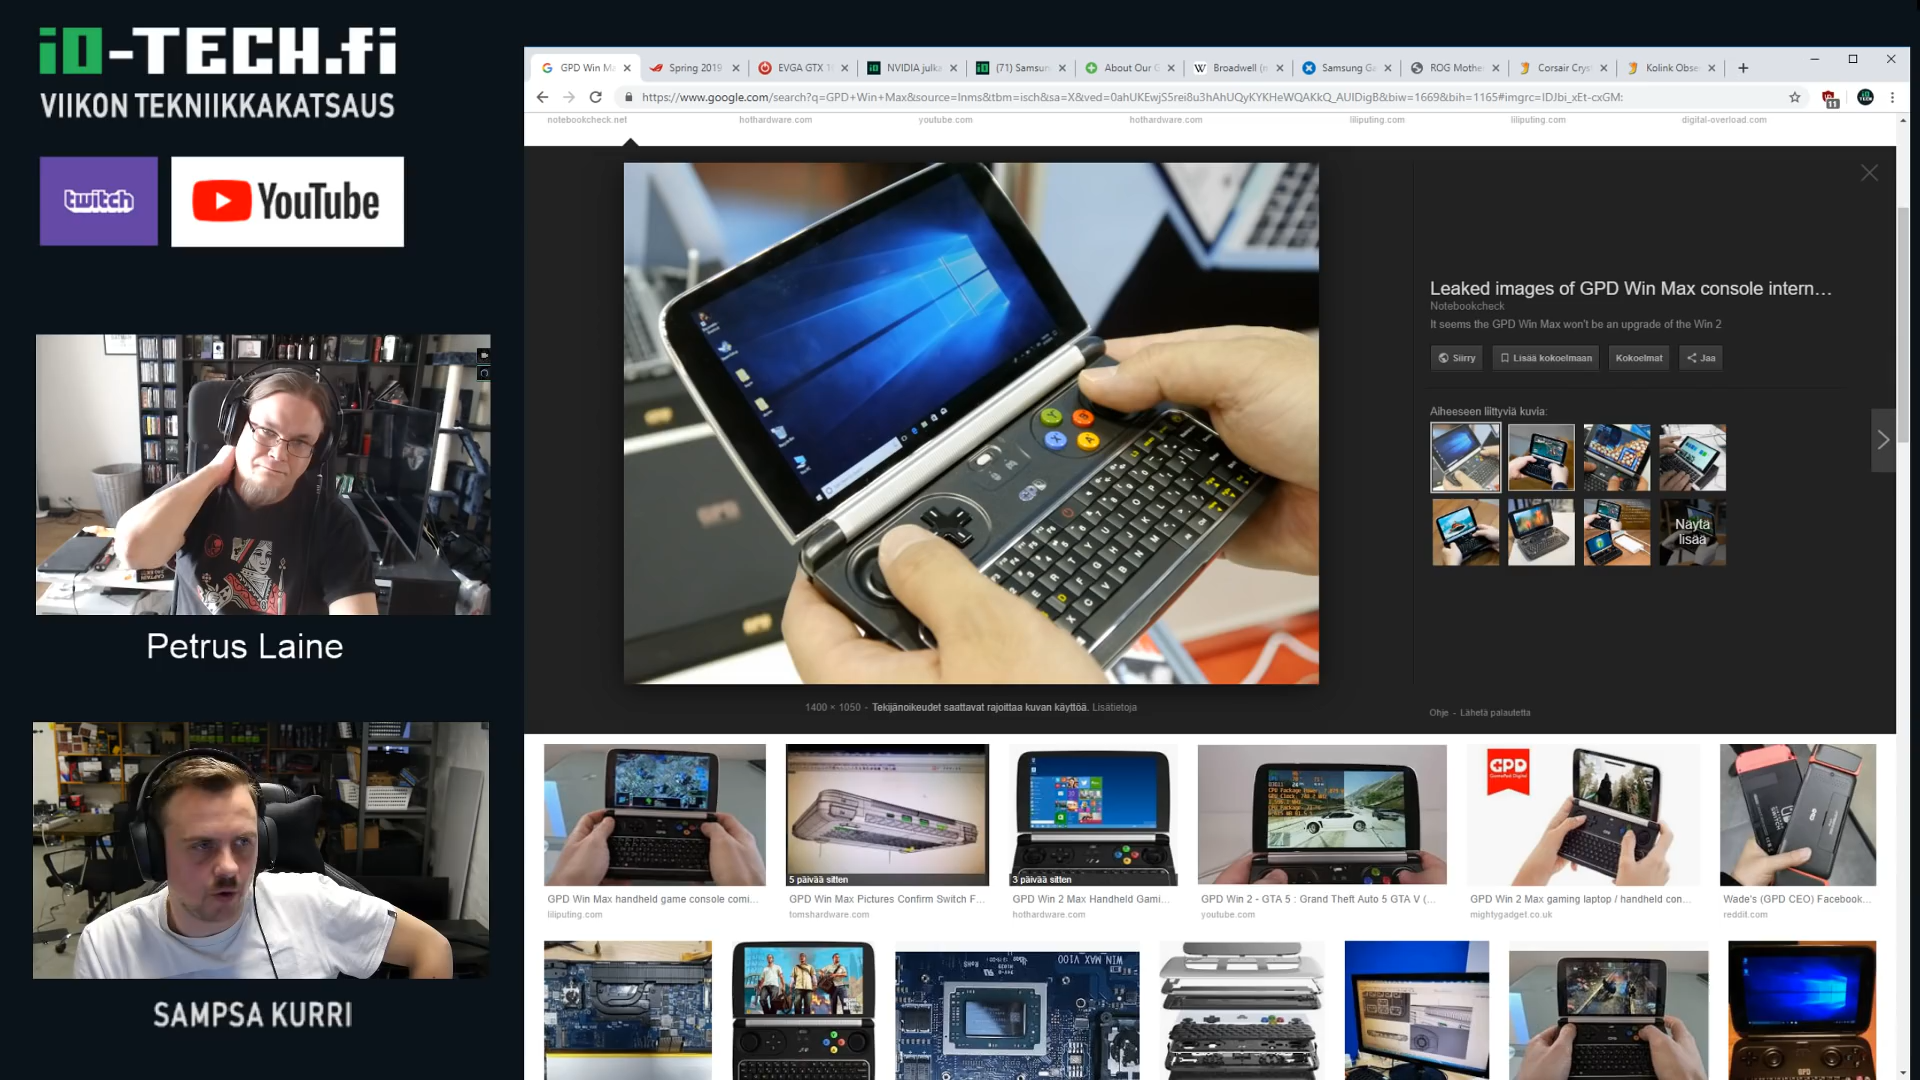 iO-TECH.fi
VIIKON TEKNIIKKAKATSAUS
twitch
YouTube
Petrus Laine
SAMPSA KURRI
GPD Win Ma
Spring 2019
EVGA GTX 1
NVIDIA julka
(71) Samsun
About Our G
Broadwell (m
Samsung Ga
ROG Mothe
Corsair Crys
Kolink Obse
https://www.google.com/search?q=GPD+Win+Max&source=lnms&tbm=isch&sa=X&ved=0ahUKEwjS5rei8u3hAhUQyKYKHeWQAKkQ_AUIDigB&biw=1669&bih=1165#imgrc=IDJbi_xEt-cxGM:
11
notebookcheck.net
hothardware.com
youtube.com
hothardware.com
liliputing.com
liliputing.com
digital-overload.com
Leaked images of GPD Win Max console intern…
Notebookcheck
It seems the GPD Win Max won't be an upgrade of the Win 2
Siirry
Lisää kokoelmaan
Kokoelmat
Jaa
Aiheeseen liittyviä kuvia:
Näytä
lisää
1400 × 1050 - Tekijänoikeudet saattavat rajoittaa kuvan käyttöä. Lisätietoja
Ohje - Lähetä palautetta
5 päivää sitten
3 päivää sitten
GPD
GPD Win Max handheld game console comi...
liliputing.com
GPD Win Max Pictures Confirm Switch F...
tomshardware.com
GPD Win 2 Max Handheld Gami...
hothardware.com
GPD Win 2 - GTA 5 : Grand Theft Auto 5 GTA V (...
youtube.com
GPD Win 2 Max gaming laptop / handheld con...
mightygadget.co.uk
Wade's (GPD CEO) Facebook...
reddit.com
WIN MAX V100